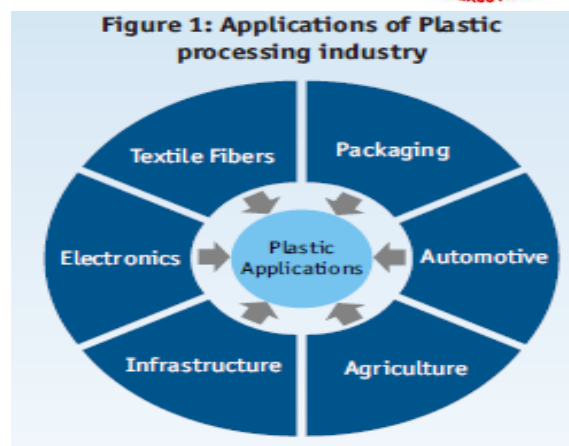 Figure 1: Applications of Plastic
processing industry
Textile Fibers
Packaging
Electronics
Plastic
Applications
Automotive
Infrastructure
Agriculture